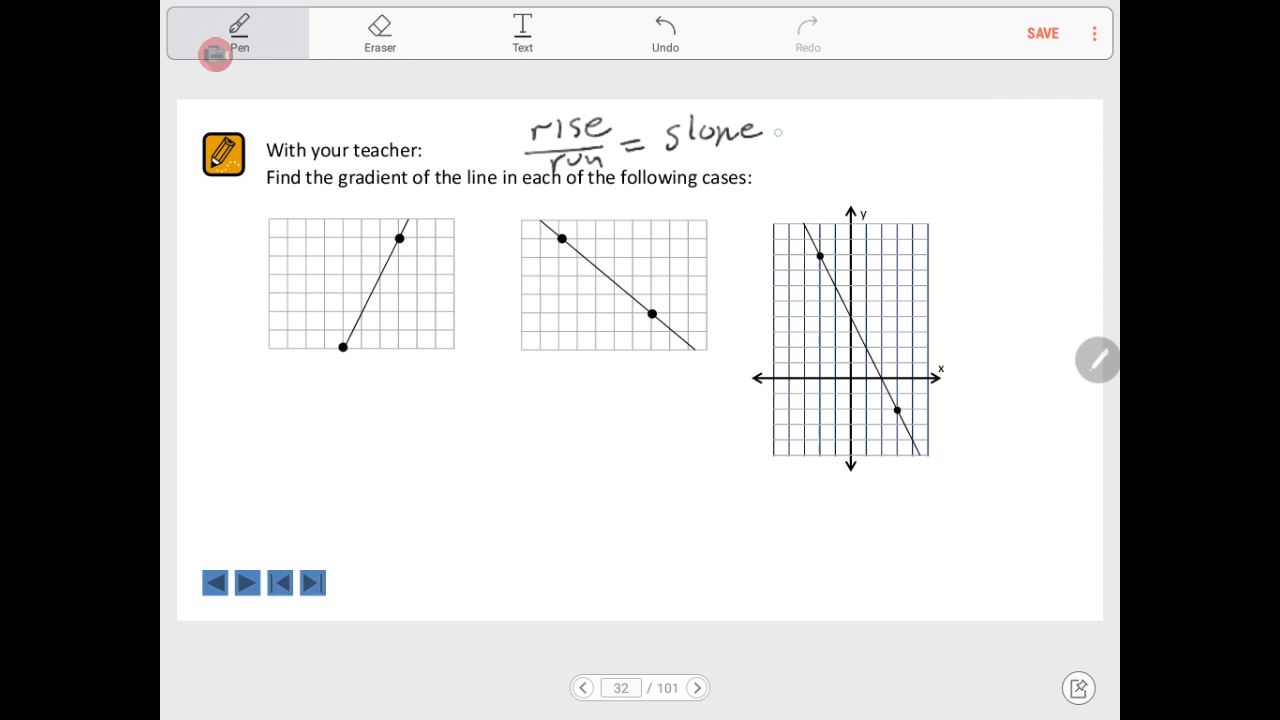 Pen
Eraser
Text
Undo
Redo
SAVE
rise
run
= slope
With your teacher:
Find the gradient of the line in each of the following cases:
y
x
32 / 101